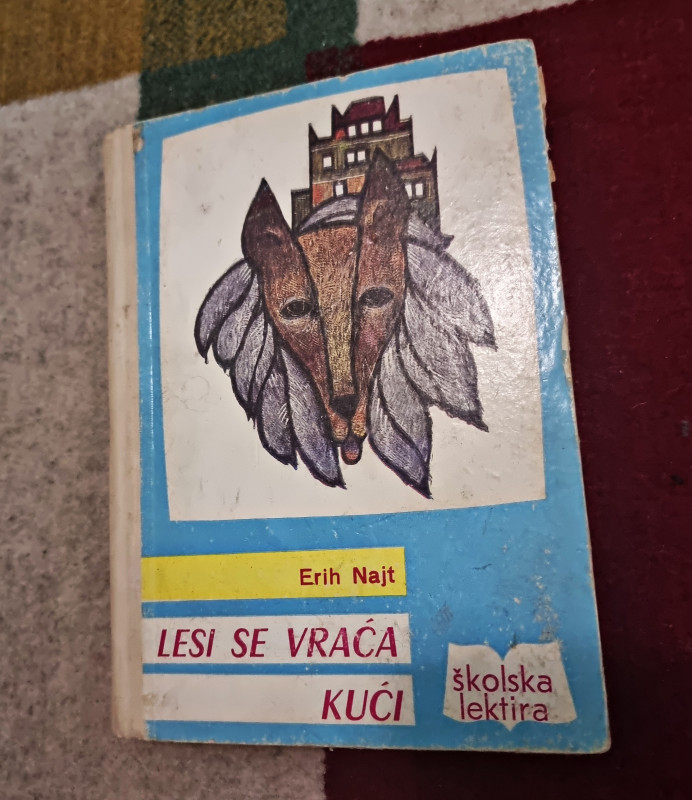 Erih Najt
LESI SE VRAĆA
KUĆI
školska
lektira